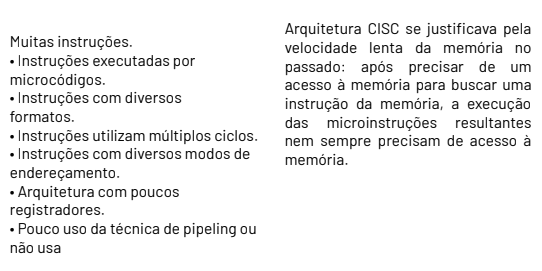 Muitas instruções.
• Instruções executadas por
microcódigos.
• Instruções com diversos
formatos.
• Instruções utilizam múltiplos ciclos.
• Instruções com diversos modos de
endereçamento.
• Arquitetura com poucos
registradores.
• Pouco uso da técnica de pipeling ou
não usa
Arquitetura CISC se justificava pela
velocidade lenta da memória no
passado: após precisar de um
acesso à memória para buscar uma
instrução da memória, a execução
das microinstruções resultantes
nem sempre precisam de acesso à
memória.